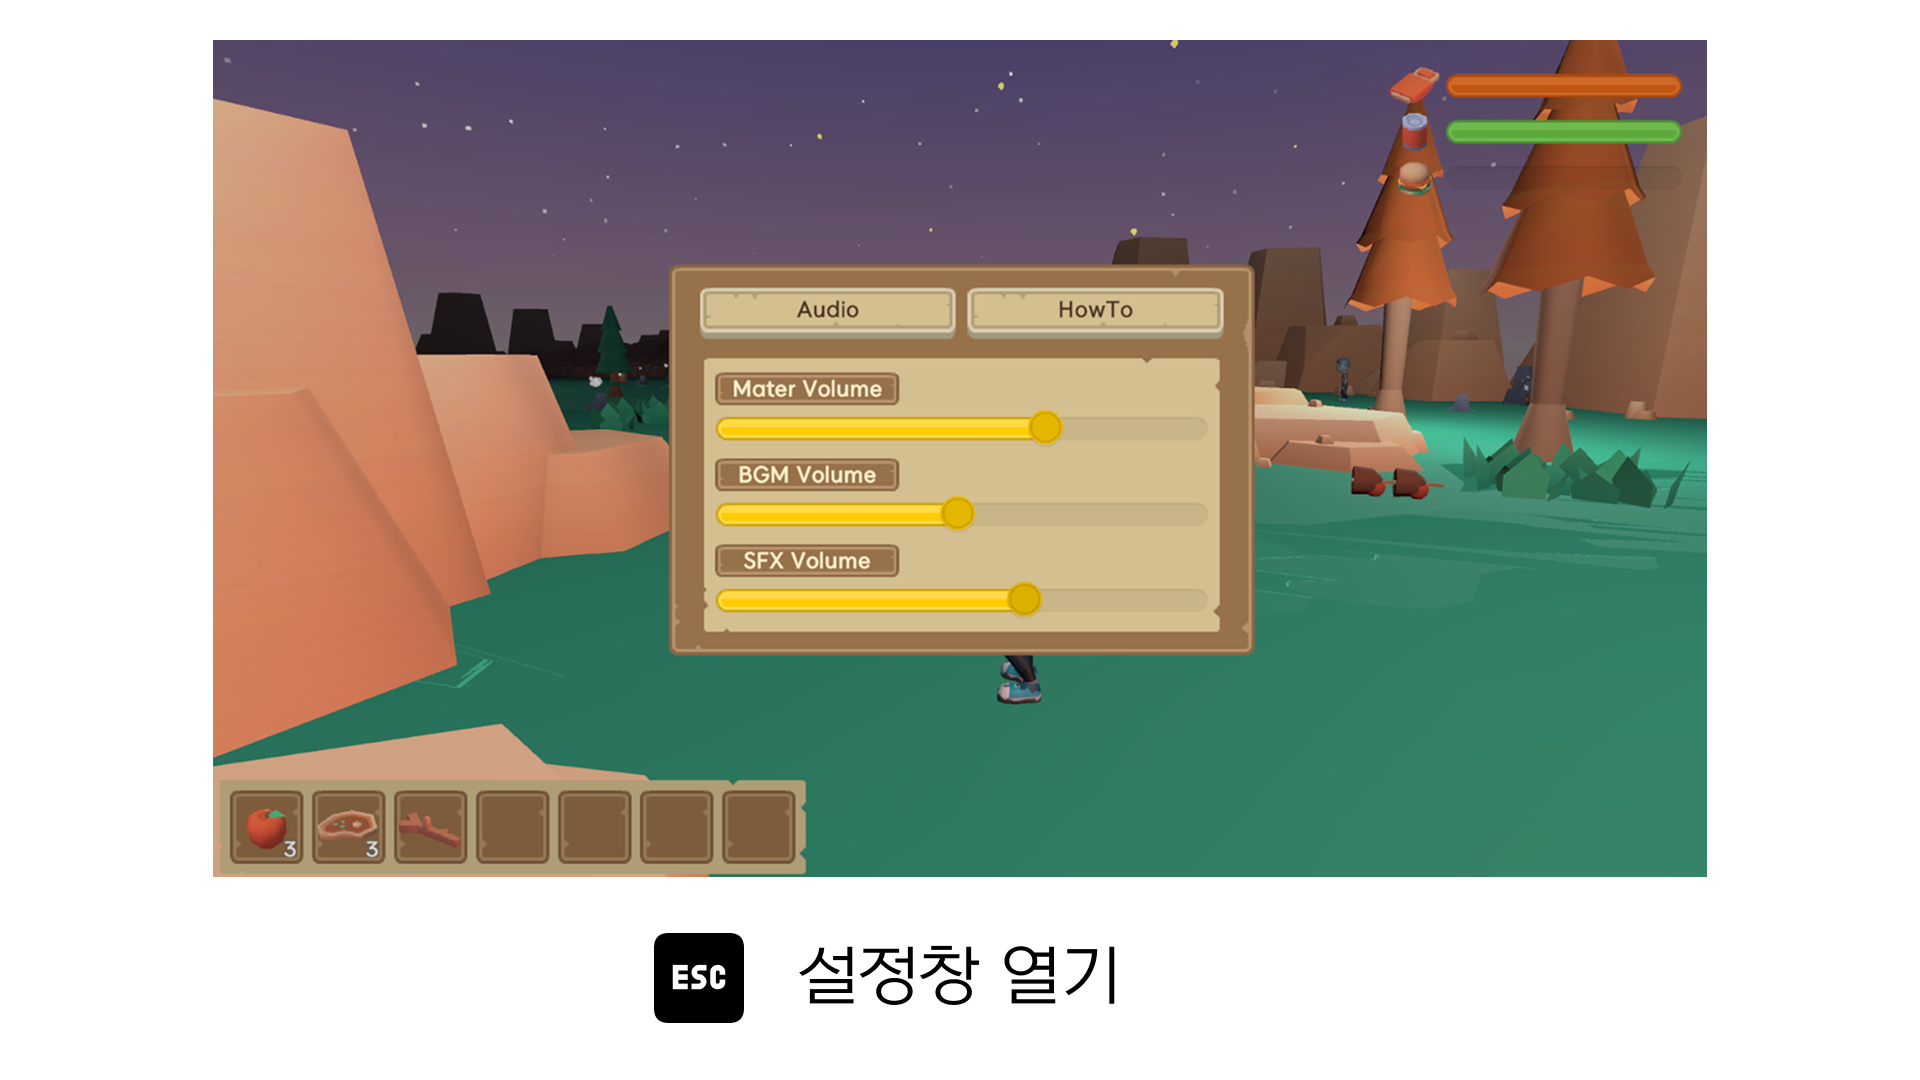 Audio
HowTo
Mater Volume
BGM Volume
SFX Volume
3
3
ESC 설정창 열기